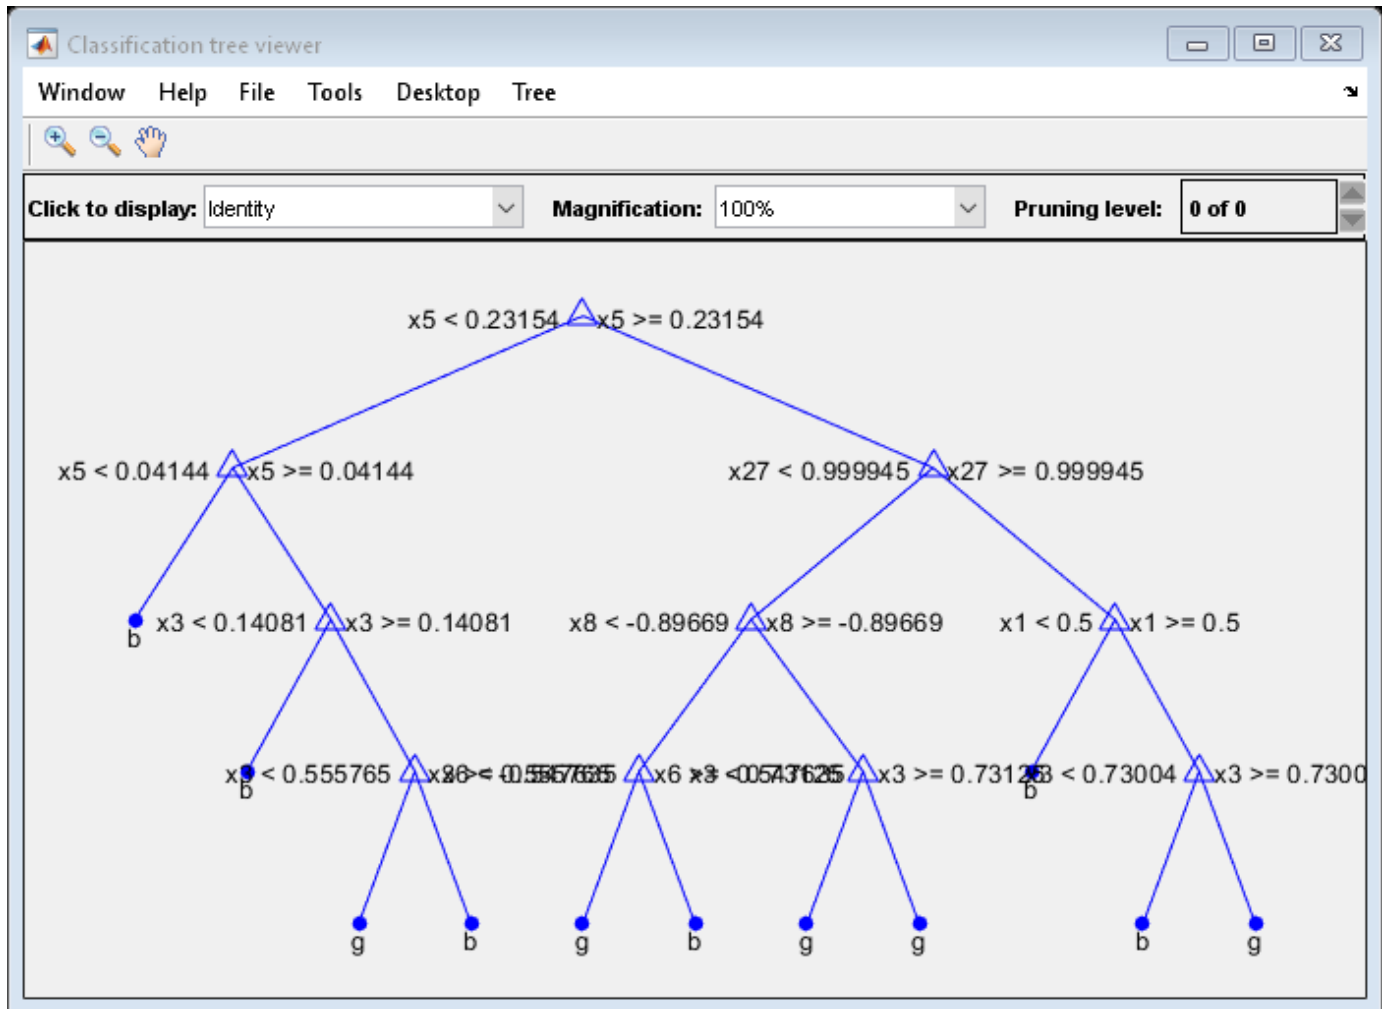 Classification tree viewer
Window Help File Tools Desktop Tree
Click to display: Identity Magnification: 100% Pruning level: 0 of 0
x5 < 0.23154 x5 >= 0.23154
x5 < 0.04144 x5 >= 0.04144 x27 < 0.999945 x27 >= 0.999945
b x3 < 0.14081 x3 >= 0.14081 x8 < -0.89669 x8 >= -0.89669 x1 < 0.5 x1 >= 0.5
b < 0.555765 x6 x3 >= 0.73125 b < 0.73004 x3 >= 0.7300
g b g b g g b g